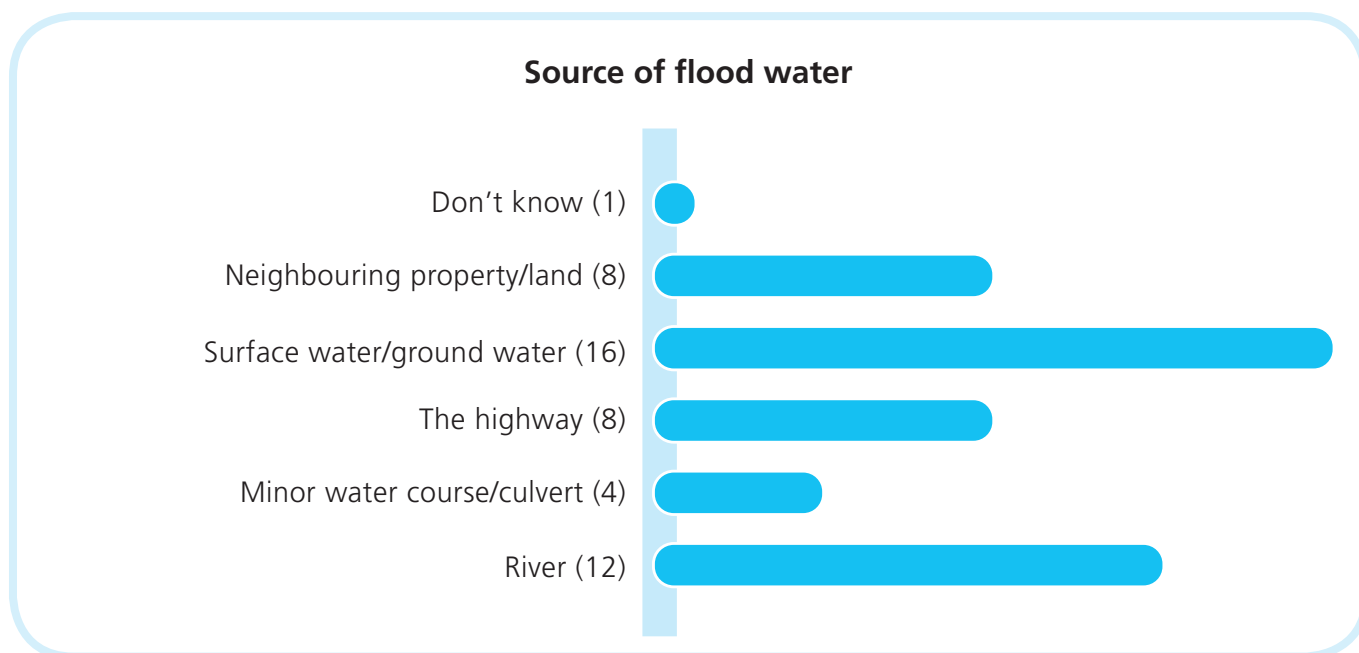 Source of flood water
Don't know (1)
Neighbouring property/land (8)
Surface water/ground water (16)
The highway (8)
Minor water course/culvert (4)
River (12)